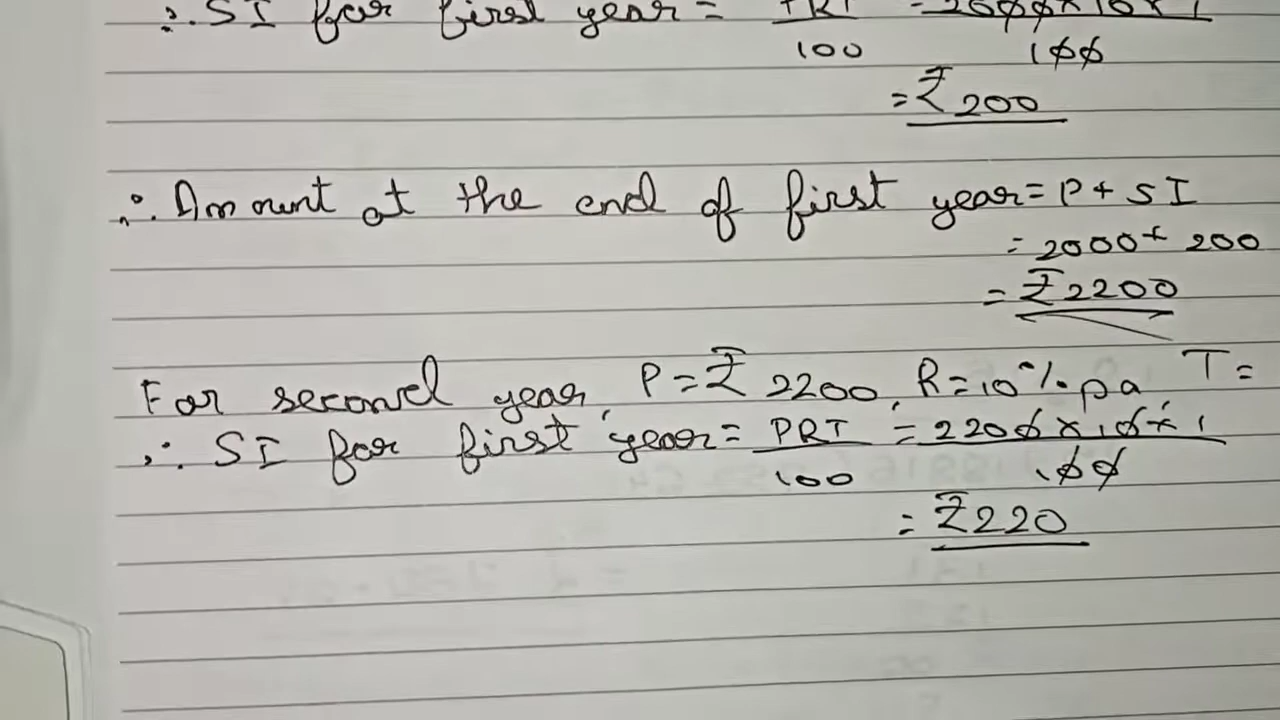 ∴ SI for first year = PRT/100 = 2000×10×1/100
= ₹200
∴ Amount at the end of first year = P + SI
= 2000 + 200
= ₹2200
For second year, P = ₹2200, R = 10% pa T =
∴ SI for first year = PRT/100 = 2200×10×1/100
= ₹220